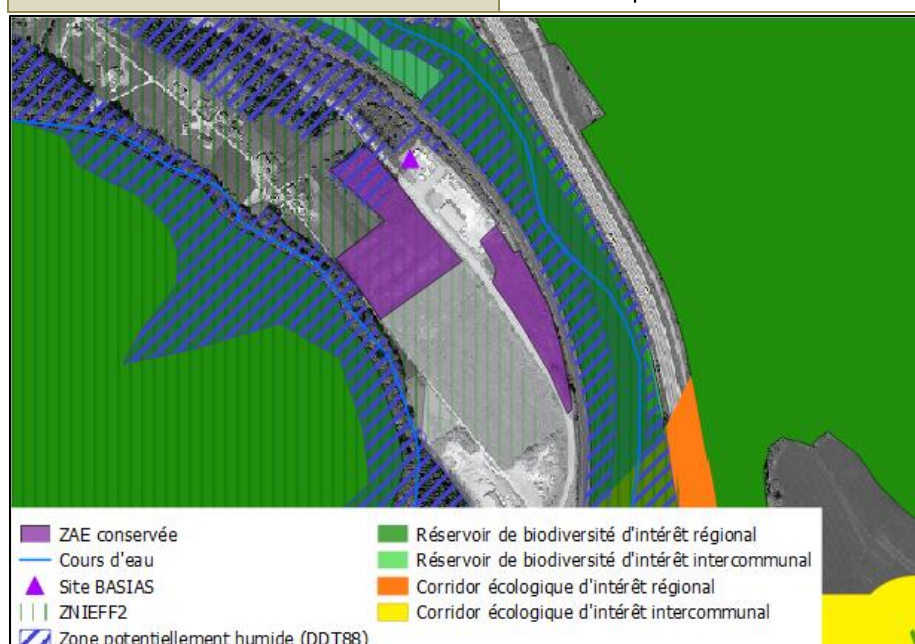 ZAE conservée
Cours d'eau
Site BASIAS
ZNIEFF2
Zone potentiellement humide (DDT88)
Réservoir de biodiversité d'intérêt régional
Réservoir de biodiversité d'intérêt intercommunal
Corridor écologique d'intérêt régional
Corridor écologique d'intérêt intercommunal